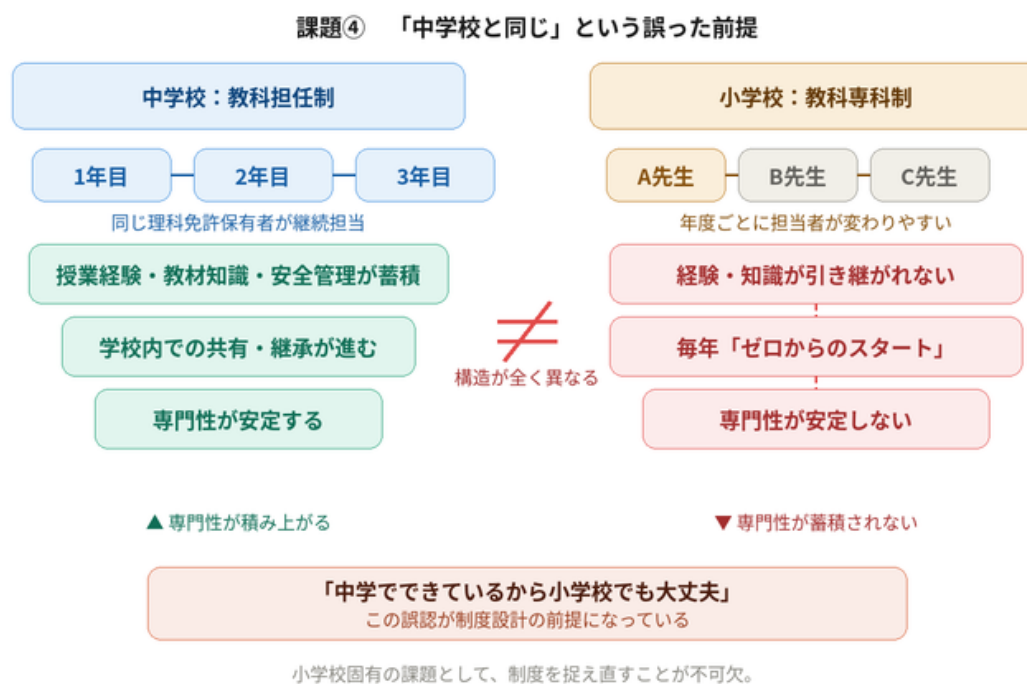 課題④　「中学校と同じ」という誤った前提
中学校：教科担任制
1年目
2年目
3年目
同じ理科免許保有者が継続担当
授業経験・教材知識・安全管理が蓄積
学校内での共有・継承が進む
専門性が安定する
▲ 専門性が積み上がる
≠
構造が全く異なる
小学校：教科専科制
A先生
B先生
C先生
年度ごとに担当者が変わりやすい
経験・知識が引き継がれない
毎年「ゼロからのスタート」
専門性が安定しない
▼ 専門性が蓄積されない
「中学でできているから小学校でも大丈夫」
この誤認が制度設計の前提になっている
小学校固有の課題として、制度を捉え直すことが不可欠。